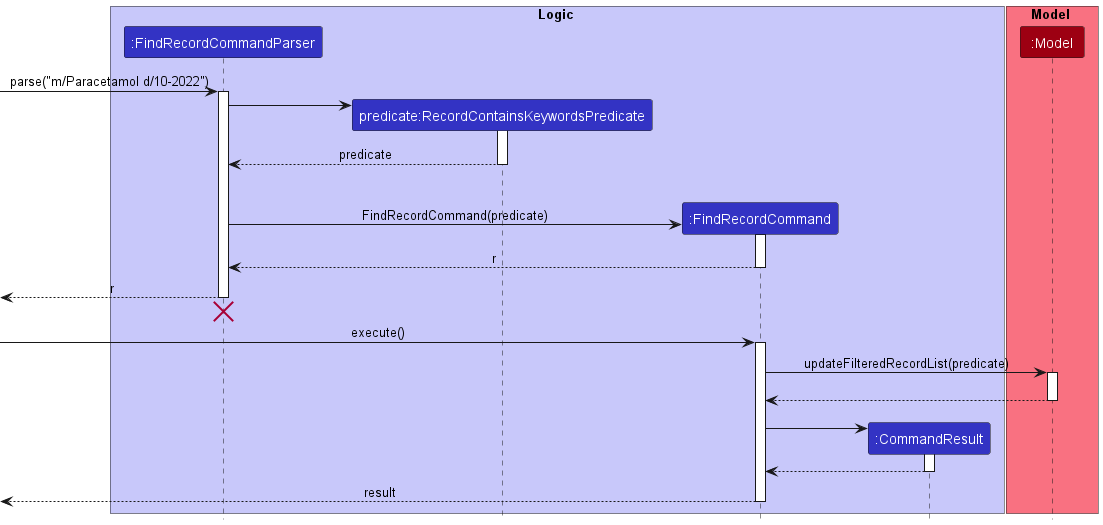 Logic
Model
:FindRecordCommandParser
:Model
parse("m/Paracetamol d/10-2022")
predicate:RecordContainsKeywordsPredicate
predicate
FindRecordCommand(predicate)
:FindRecordCommand
r
r
execute()
updateFilteredRecordList(predicate)
:CommandResult
result